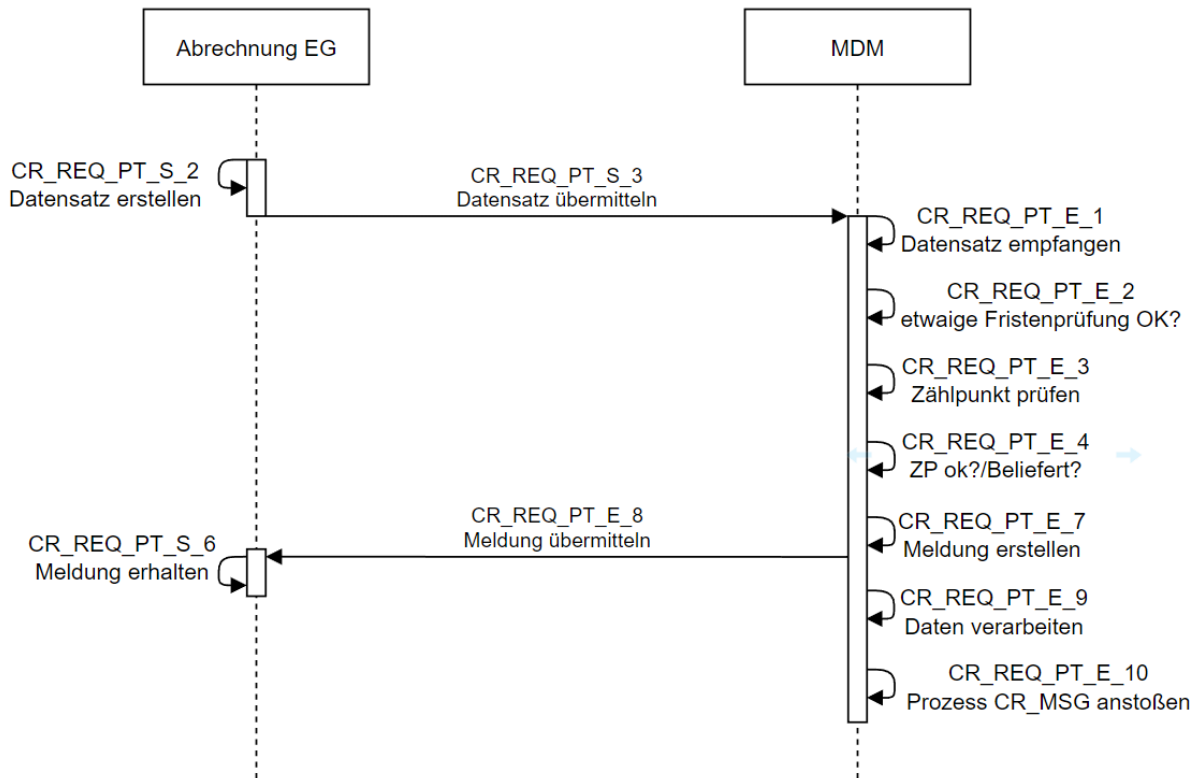 Abrechnung EG
MDM
CR_REQ_PT_S_2
Datensatz erstellen
CR_REQ_PT_S_3
Datensatz übermitteln
CR_REQ_PT_E_1
Datensatz empfangen
CR_REQ_PT_E_2
etwaige Fristenprüfung OK?
CR_REQ_PT_E_3
Zählpunkt prüfen
CR_REQ_PT_E_4
ZP ok?/Beliefert?
CR_REQ_PT_E_7
Meldung erstellen
CR_REQ_PT_E_8
Meldung übermitteln
CR_REQ_PT_S_6
Meldung erhalten
CR_REQ_PT_E_9
Daten verarbeiten
CR_REQ_PT_E_10
Prozess CR_MSG anstoßen